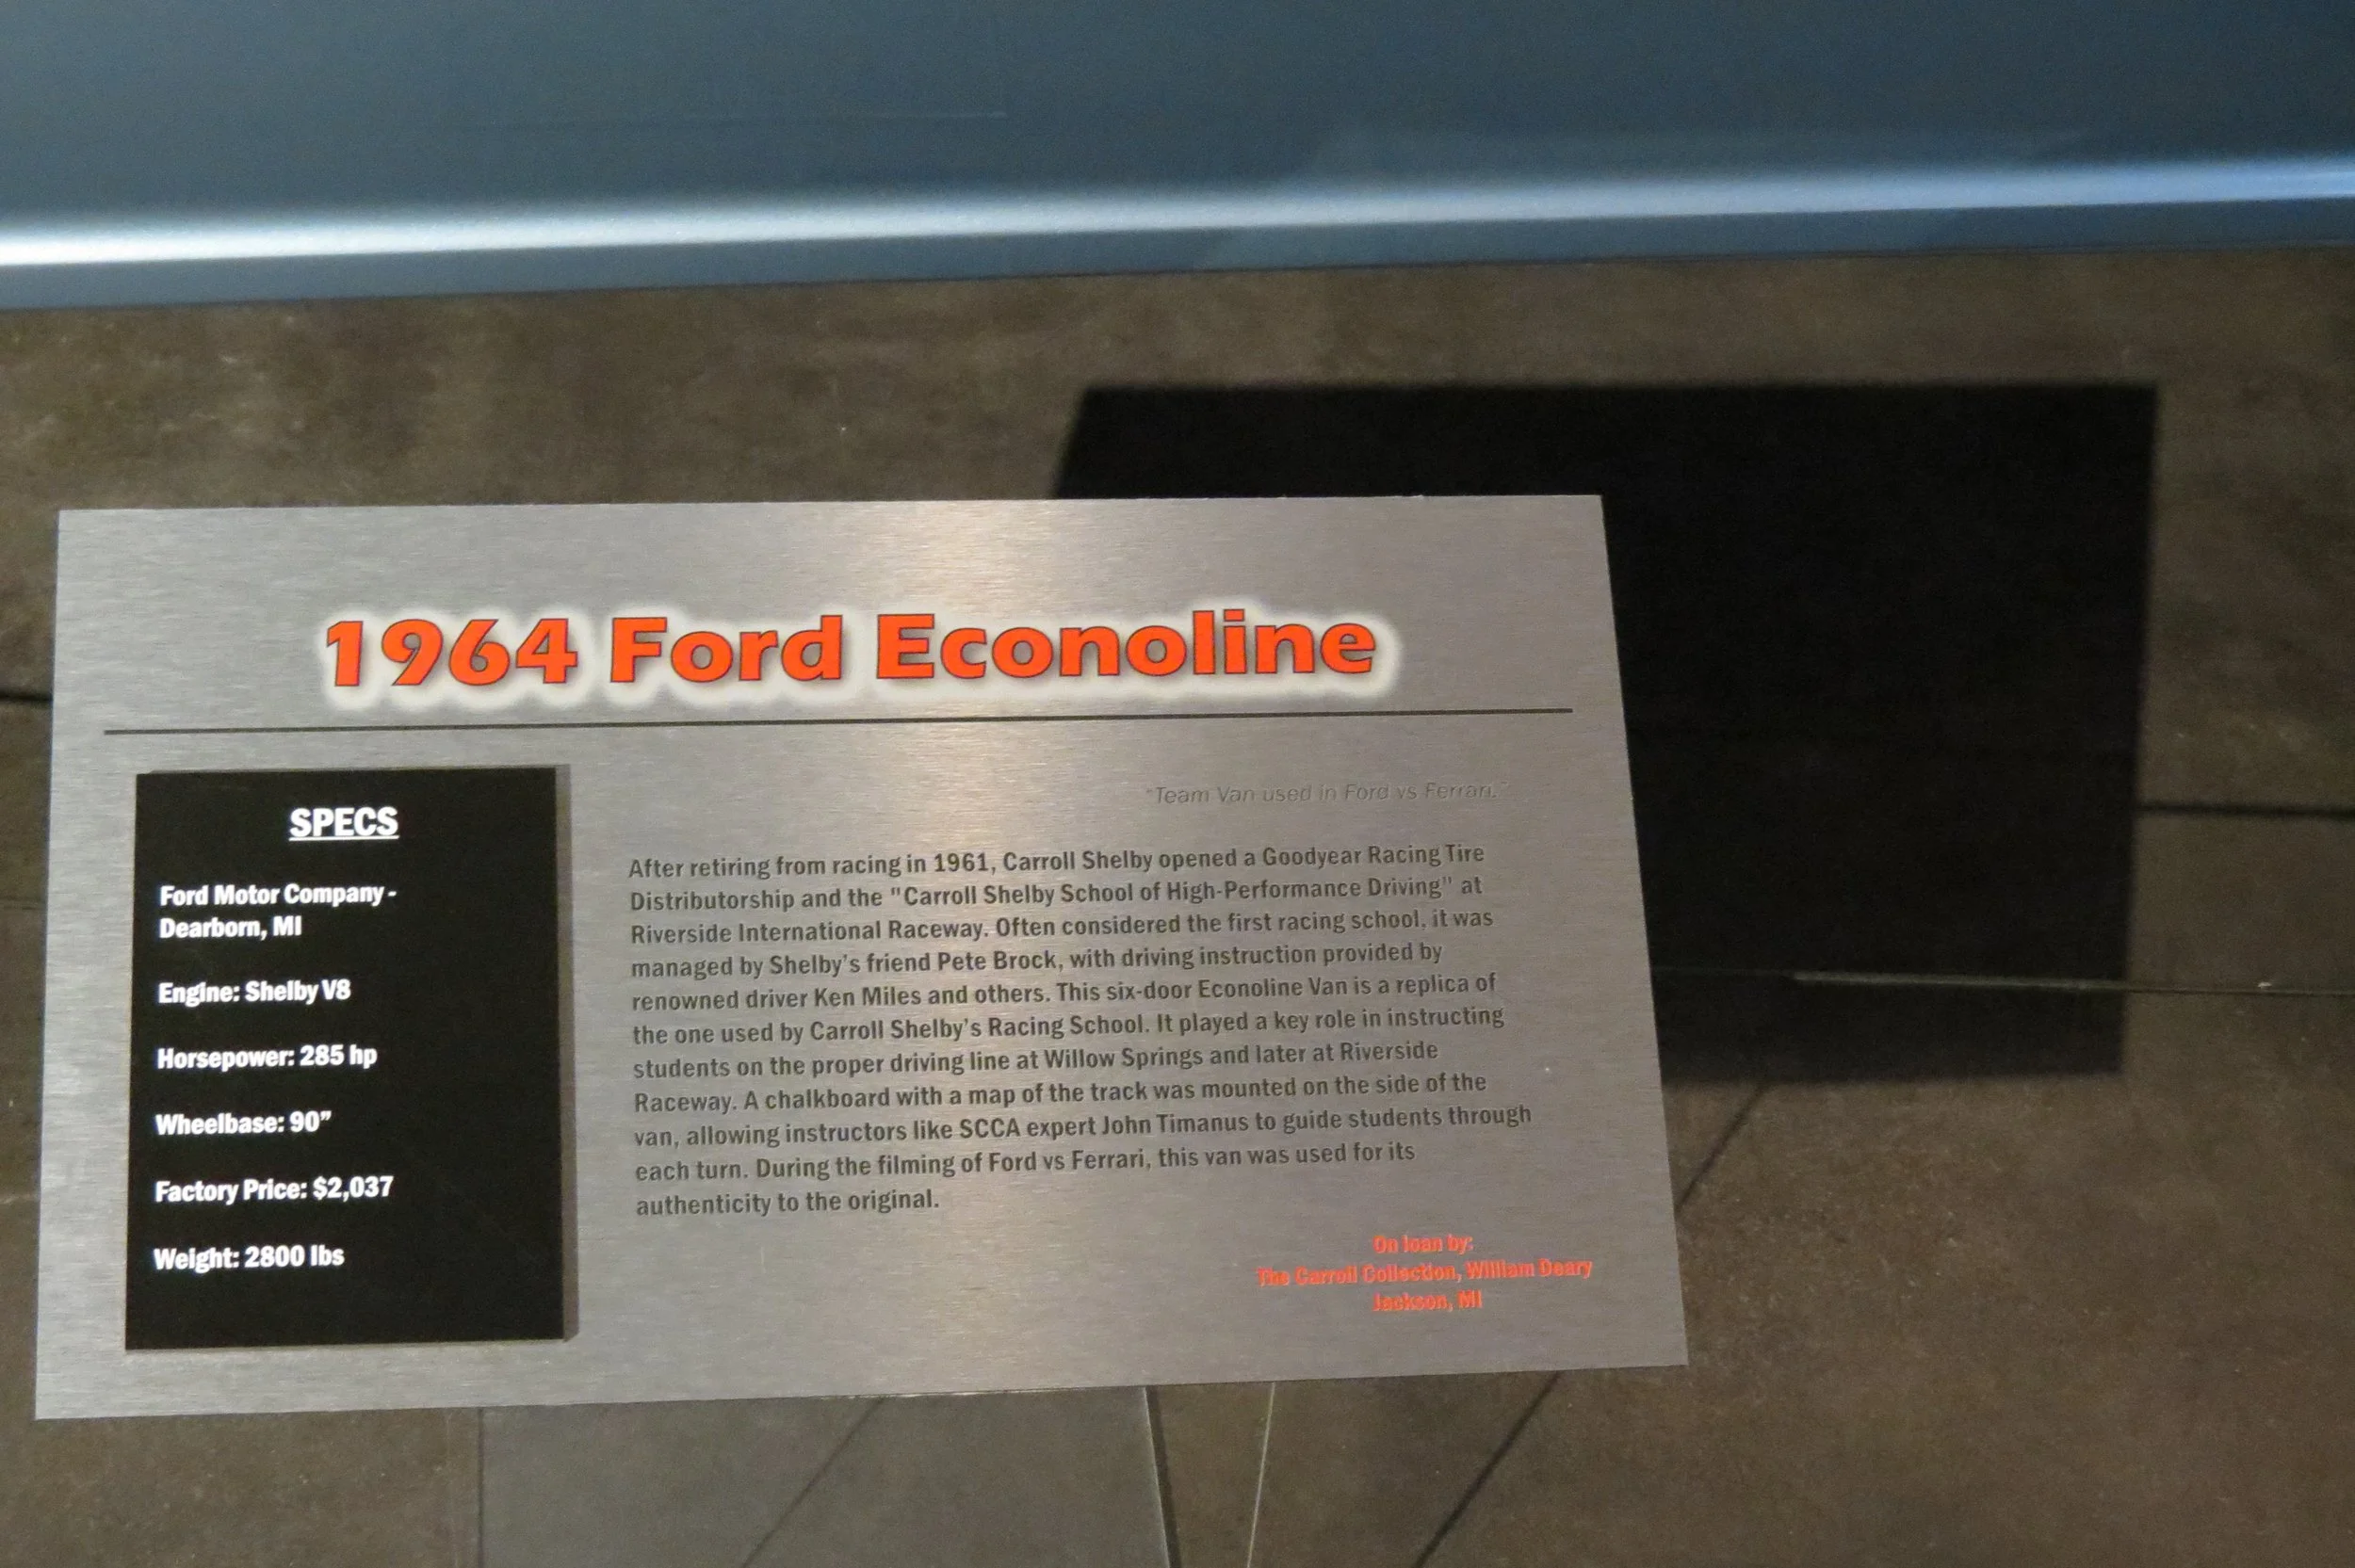 1964 Ford Econoline
SPECS
Ford Motor Company -
Dearborn, MI
Engine: Shelby V8
Horsepower: 285 hp
Wheelbase: 90”
Factory Price: $2,037
Weight: 2800 lbs
“Team Van used in Ford vs Ferrari.”
After retiring from racing in 1961, Carroll Shelby opened a Goodyear Racing Tire
Distributorship and the "Carroll Shelby School of High-Performance Driving" at
Riverside International Raceway. Often considered the first racing school, it was
managed by Shelby’s friend Pete Brock, with driving instruction provided by
renowned driver Ken Miles and others. This six-door Econoline Van is a replica of
the one used by Carroll Shelby’s Racing School. It played a key role in instructing
students on the proper driving line at Willow Springs and later at Riverside
Raceway. A chalkboard with a map of the track was mounted on the side of the
van, allowing instructors like SCCA expert John Timanus to guide students through
each turn. During the filming of Ford vs Ferrari, this van was used for its
authenticity to the original.
On loan by:
The Carroll Collection, William Deary
Jackson, MI